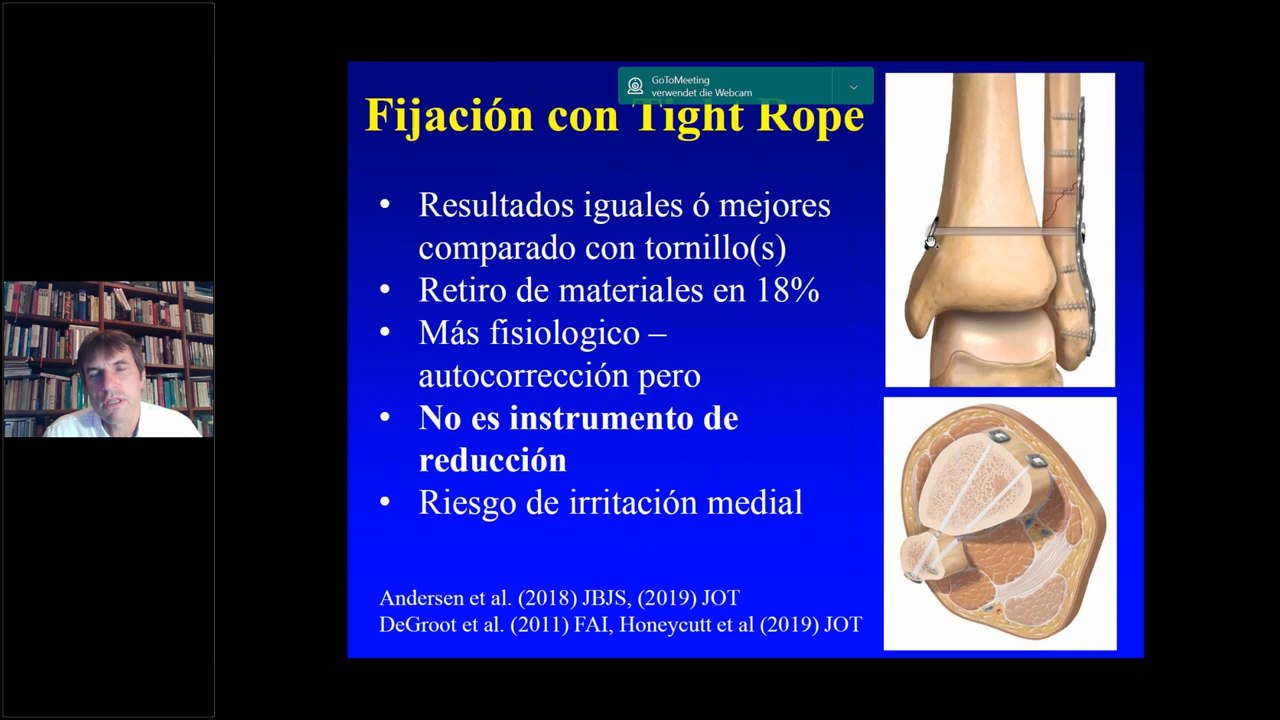 GoToMeeting
verwendet die Webcam
Fijación con Tight Rope
• Resultados iguales ó mejores
comparado con tornillo(s)
• Retiro de materiales en 18%
• Más fisiologico –
autocorrección pero
• No es instrumento de
reducción
• Riesgo de irritación medial
Andersen et al. (2018) JBJS, (2019) JOT
DeGroot et al. (2011) FAI, Honeycutt et al (2019) JOT